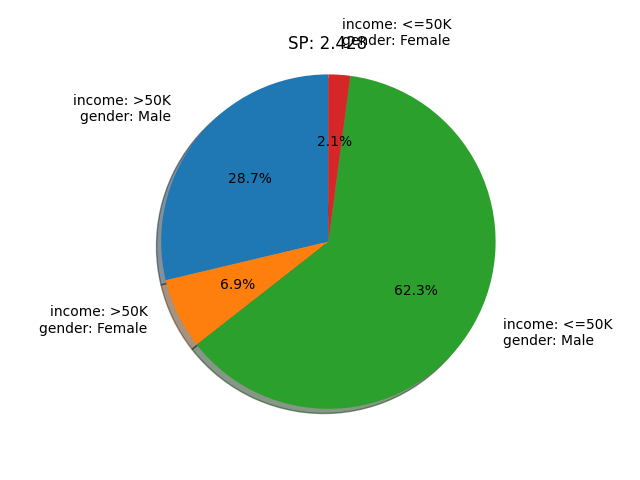 income: <=50K
gender: Female
SP: 2.428
income: >50K
gender: Male
2.1%
28.7%
6.9%
62.3%
income: >50K
gender: Female
income: <=50K
gender: Male